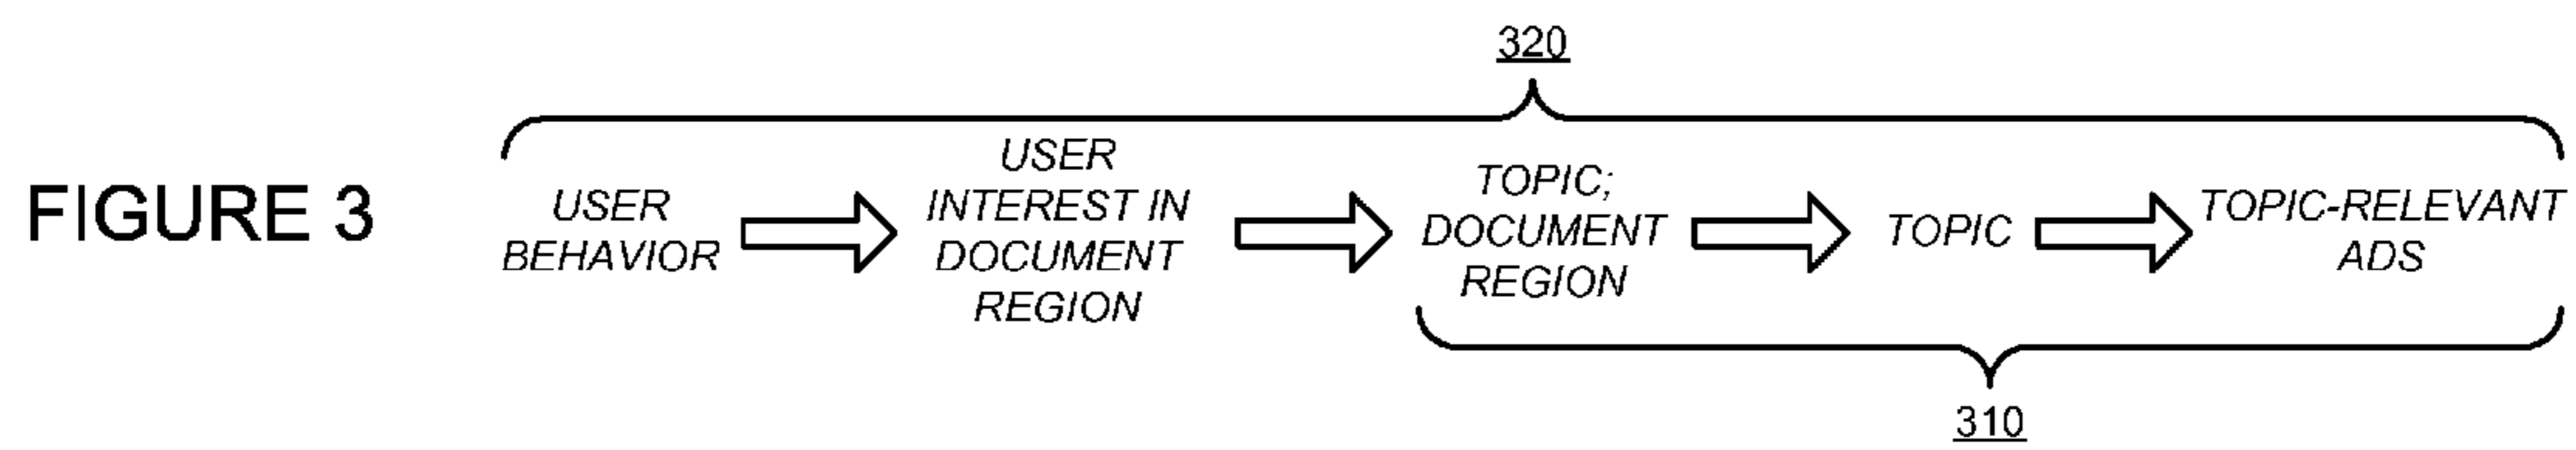 320
FIGURE 3
USER
BEHAVIOR
USER
INTEREST IN
DOCUMENT
REGION
TOPIC;
DOCUMENT
REGION
TOPIC
TOPIC-RELEVANT
ADS
310